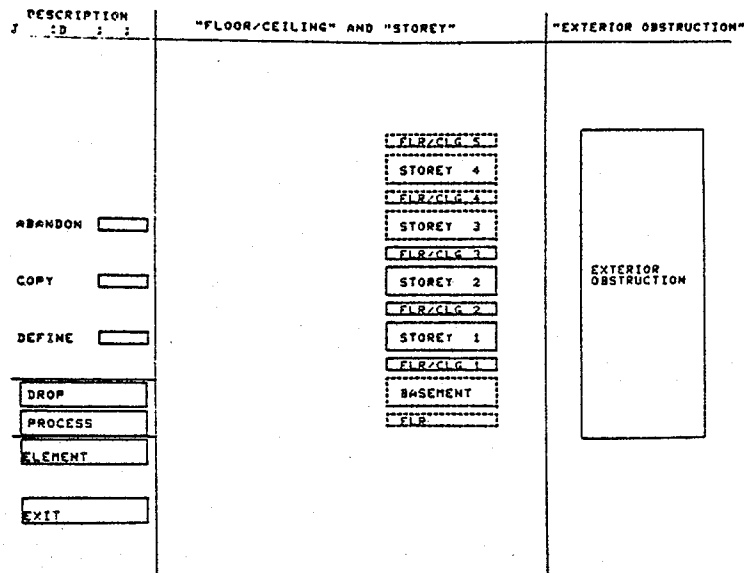 DESCRIPTION
J :D : :
"FLOOR/CEILING" AND "STOREY"
"EXTERIOR OBSTRUCTION"
FLR/CLG 5
STOREY 4
FLR/CLG 4
ABANDON
STOREY 3
FLR/CLG 3
COPY
STOREY 2
EXTERIOR
OBSTRUCTION
FLR/CLG 2
DEFINE
STOREY 1
FLR/CLG 1
DROP
BASEMENT
PROCESS
FLR
ELEMENT
EXIT